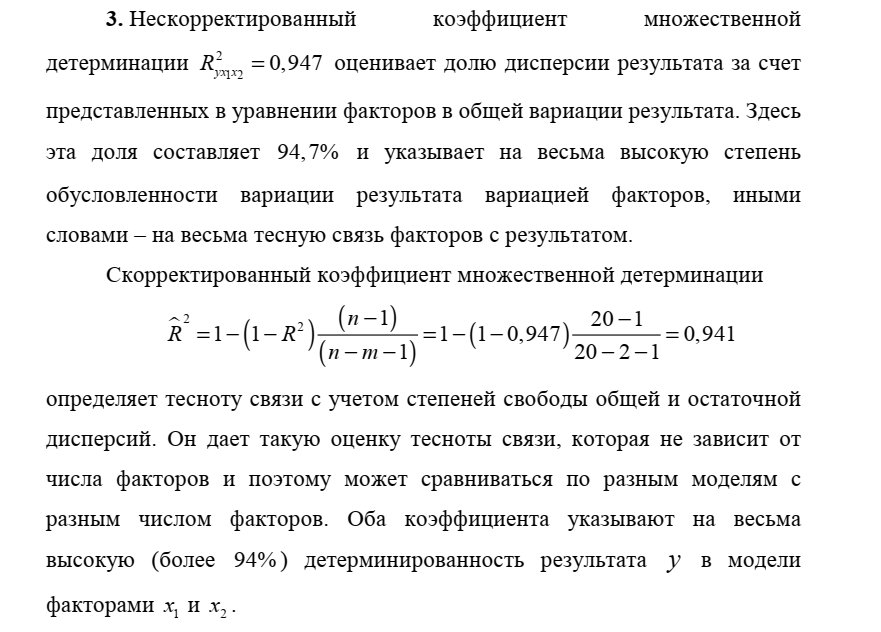 3. Нескорректированный коэффициент множественной
детерминации R²_{yx₁x₂} = 0,947 оценивает долю дисперсии результата за счет
представленных в уравнении факторов в общей вариации результата. Здесь
эта доля составляет 94,7% и указывает на весьма высокую степень
обусловленности вариации результата вариацией факторов, иными
словами – на весьма тесную связь факторов с результатом.
Скорректированный коэффициент множественной детерминации
R̂² = 1 − (1 − R²) (n − 1) / (n − m − 1) = 1 − (1 − 0,947) (20 − 1) / (20 − 2 − 1) = 0,941
определяет тесноту связи с учетом степеней свободы общей и остаточной
дисперсий. Он дает такую оценку тесноты связи, которая не зависит от
числа факторов и поэтому может сравниваться по разным моделям с
разным числом факторов. Оба коэффициента указывают на весьма
высокую (более 94%) детерминированность результата y в модели
факторами x₁ и x₂.